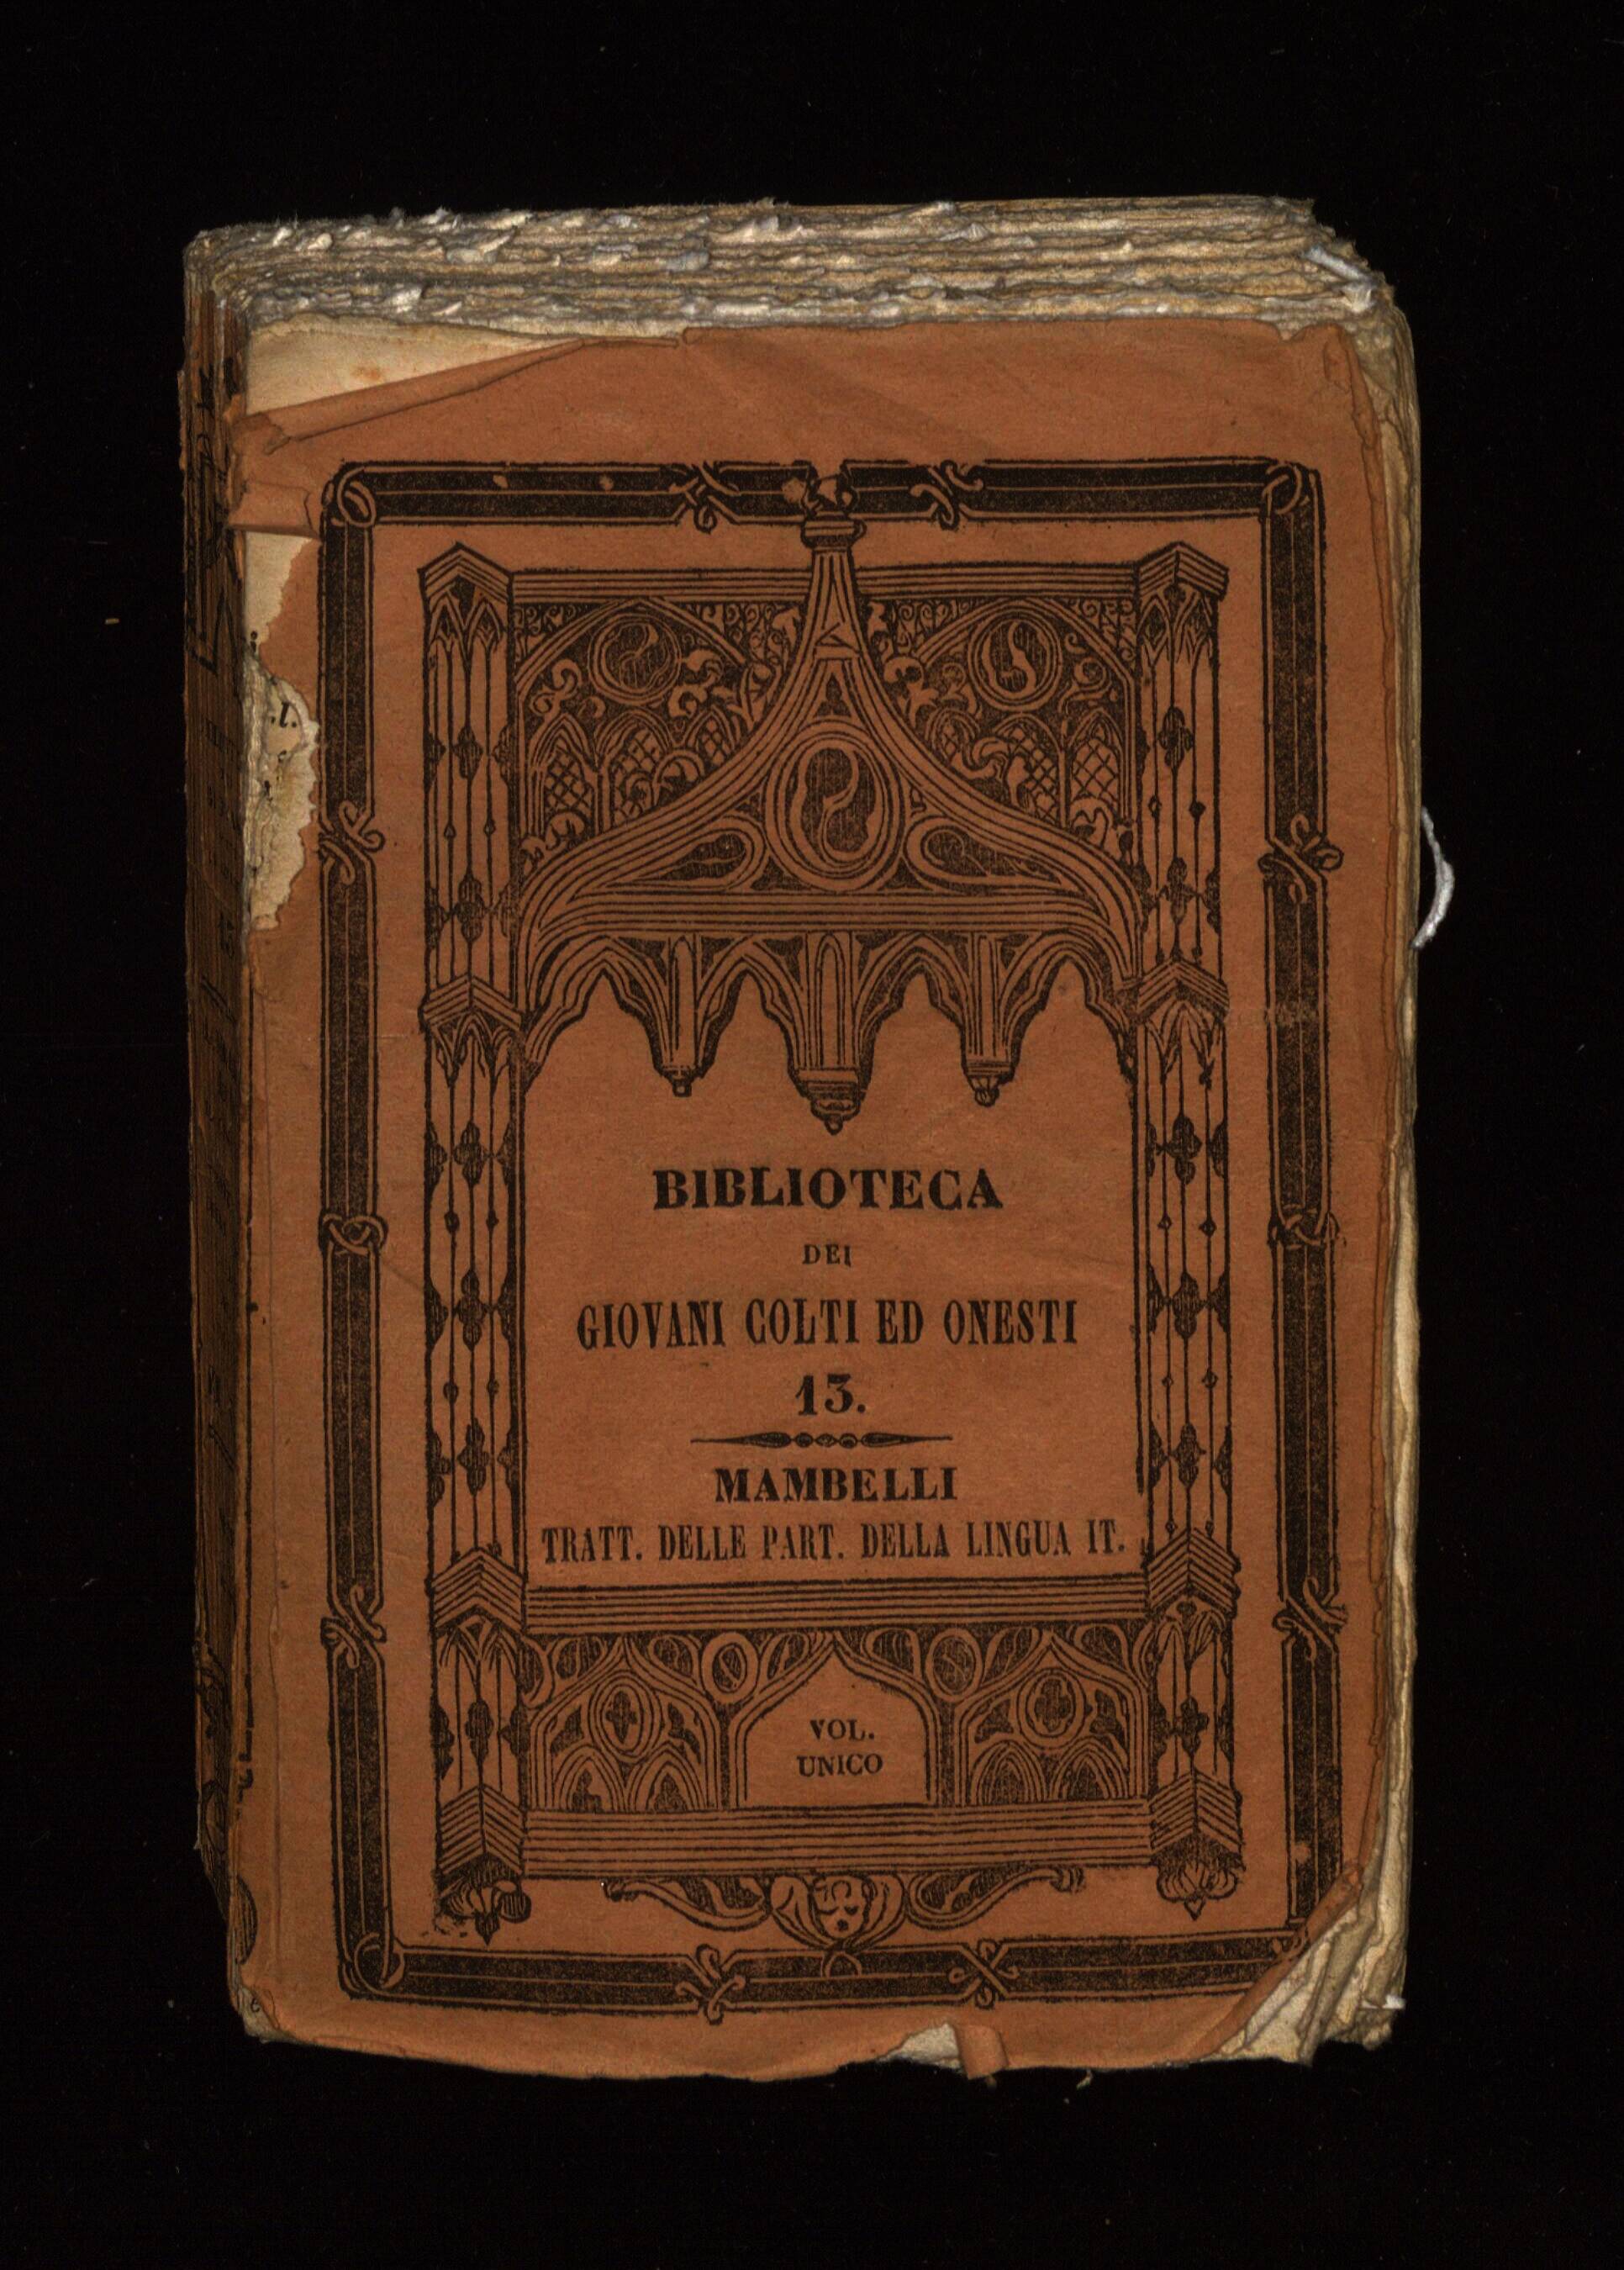 BIBLIOTECA
DEI
GIOVANI COLTI ED ONESTI
13.
MAMBELLI
TRATT. DELLE PART. DELLA LINGUA IT.
VOL.
UNICO